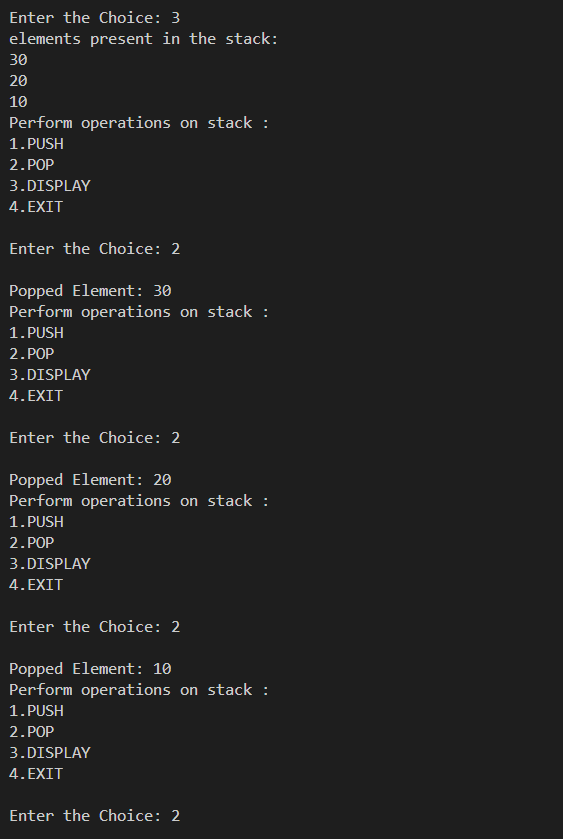 Enter the Choice: 3
elements present in the stack:
30
20
10
Perform operations on stack :
1.PUSH
2.POP
3.DISPLAY
4.EXIT
Enter the Choice: 2
Popped Element: 30
Perform operations on stack :
1.PUSH
2.POP
3.DISPLAY
4.EXIT
Enter the Choice: 2
Popped Element: 20
Perform operations on stack :
1.PUSH
2.POP
3.DISPLAY
4.EXIT
Enter the Choice: 2
Popped Element: 10
Perform operations on stack :
1.PUSH
2.POP
3.DISPLAY
4.EXIT
Enter the Choice: 2